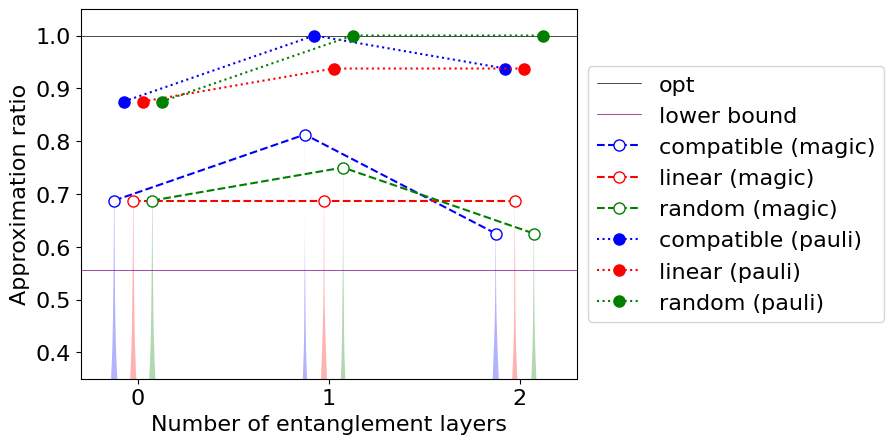 Approximation ratio
1.0
0.9
0.8
0.7
0.6
0.5
0.4
0
1
2
Number of entanglement layers
opt
lower bound
compatible (magic)
linear (magic)
random (magic)
compatible (pauli)
linear (pauli)
random (pauli)